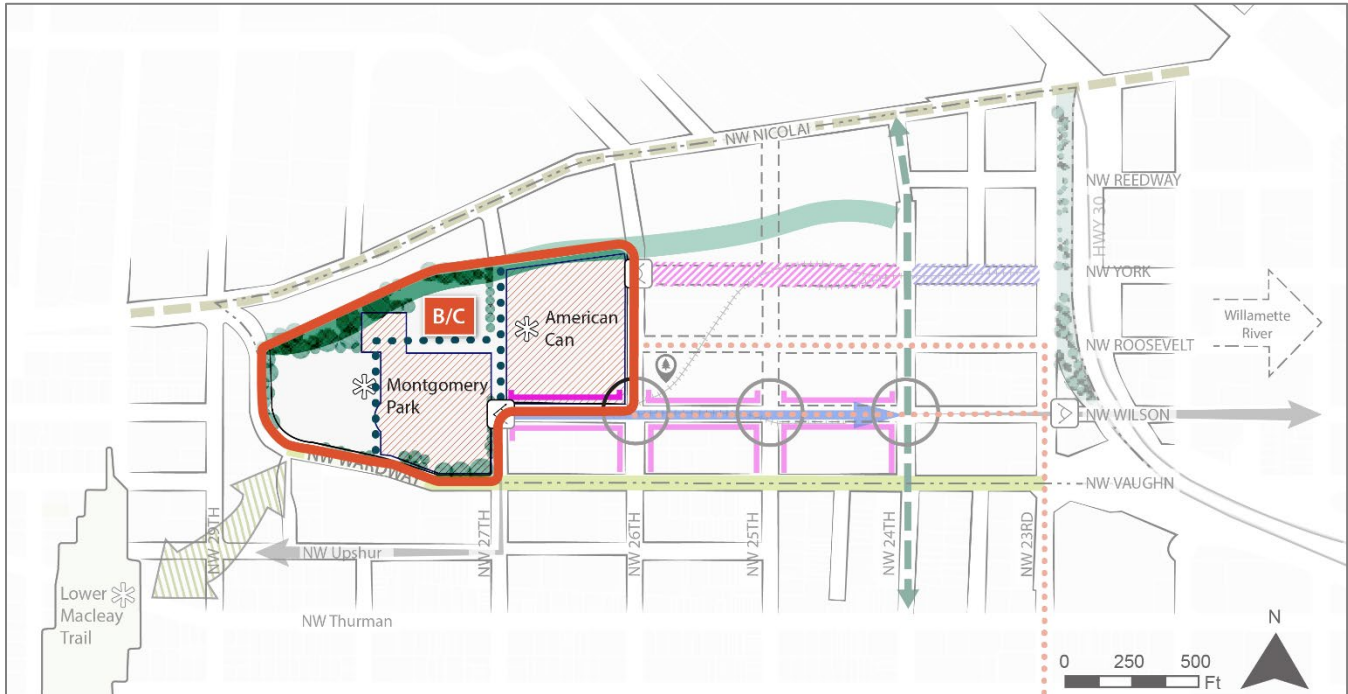 NW NICOLAI
NW REEDWAY
HWY 30
NW YORK
B/C
American
Can
Willamette
River
NW ROOSEVELT
Montgomery
Park
NW WILSON
NW WARDWAY
NW VAUGHN
NW 29TH
NW 27TH
NW 26TH
NW 25TH
NW 24TH
NW 23RD
NW Upshur
Lower
Macleay
Trail
NW Thurman
N
0 250 500
Ft